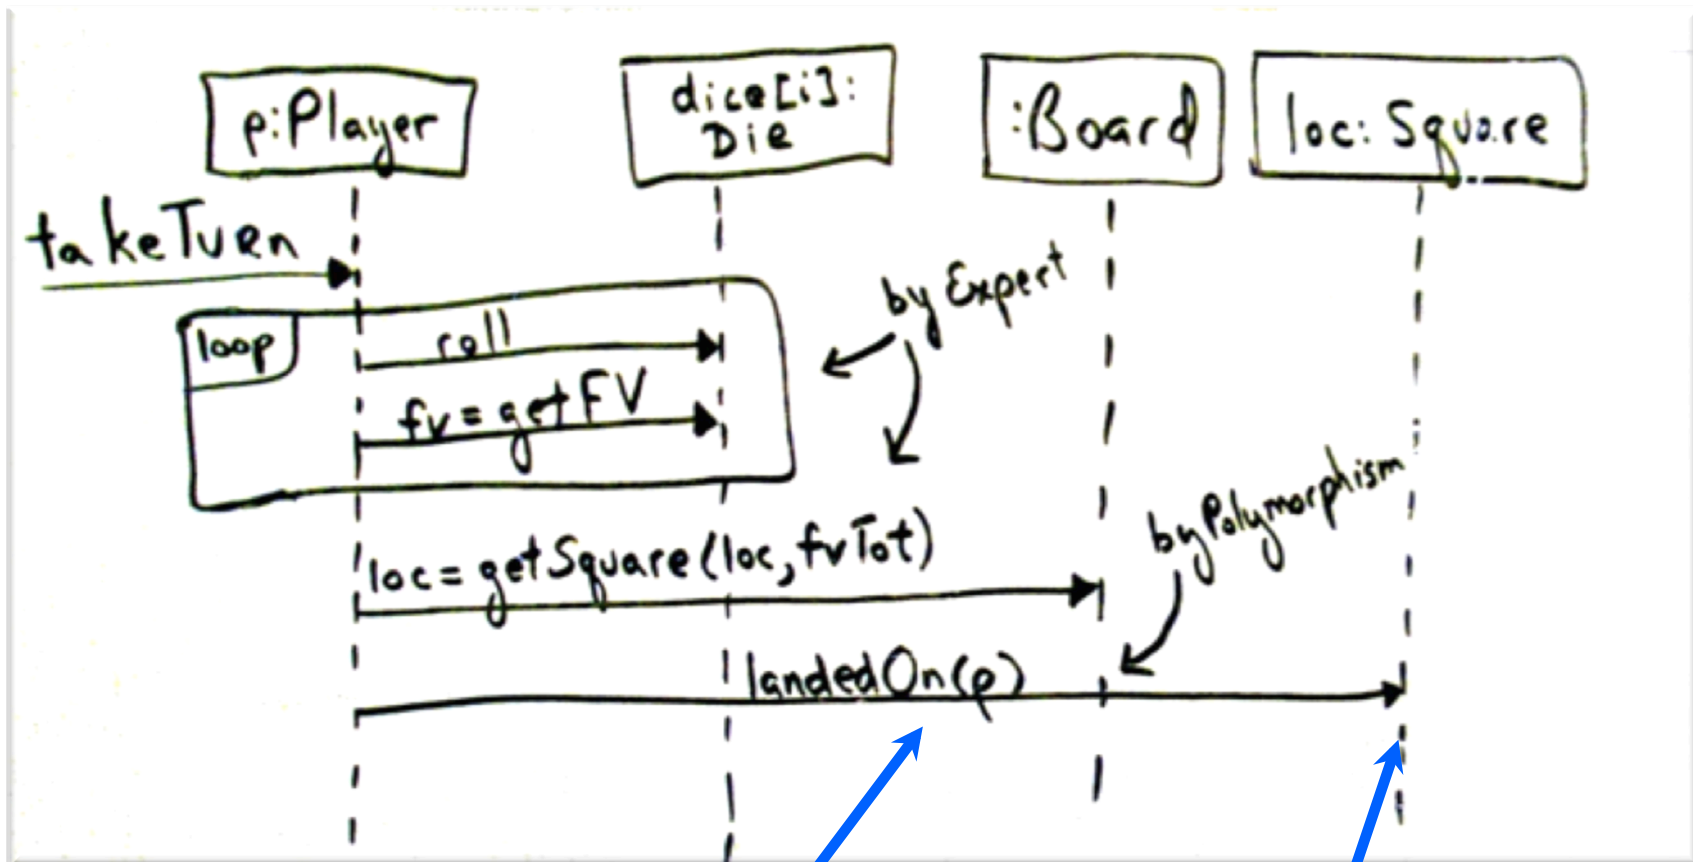 p:Player
dice[i]:
Die
:Board
loc: Square
takeTurn
by Expert
loop
roll
fv=getFV
by Polymorphism
loc=getSquare(loc,fvTot)
landedOn(p)